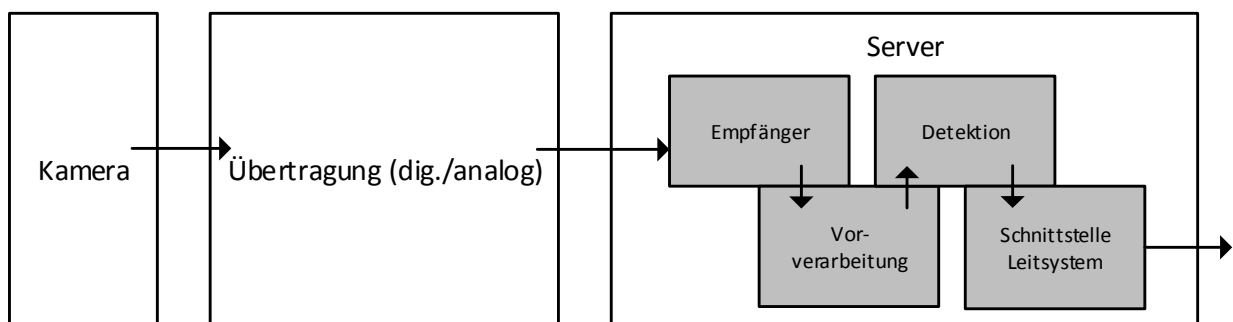 Kamera
Übertragung (dig./analog)
Server
Empfänger
Vor-
verarbeitung
Detektion
Schnittstelle
Leitsystem